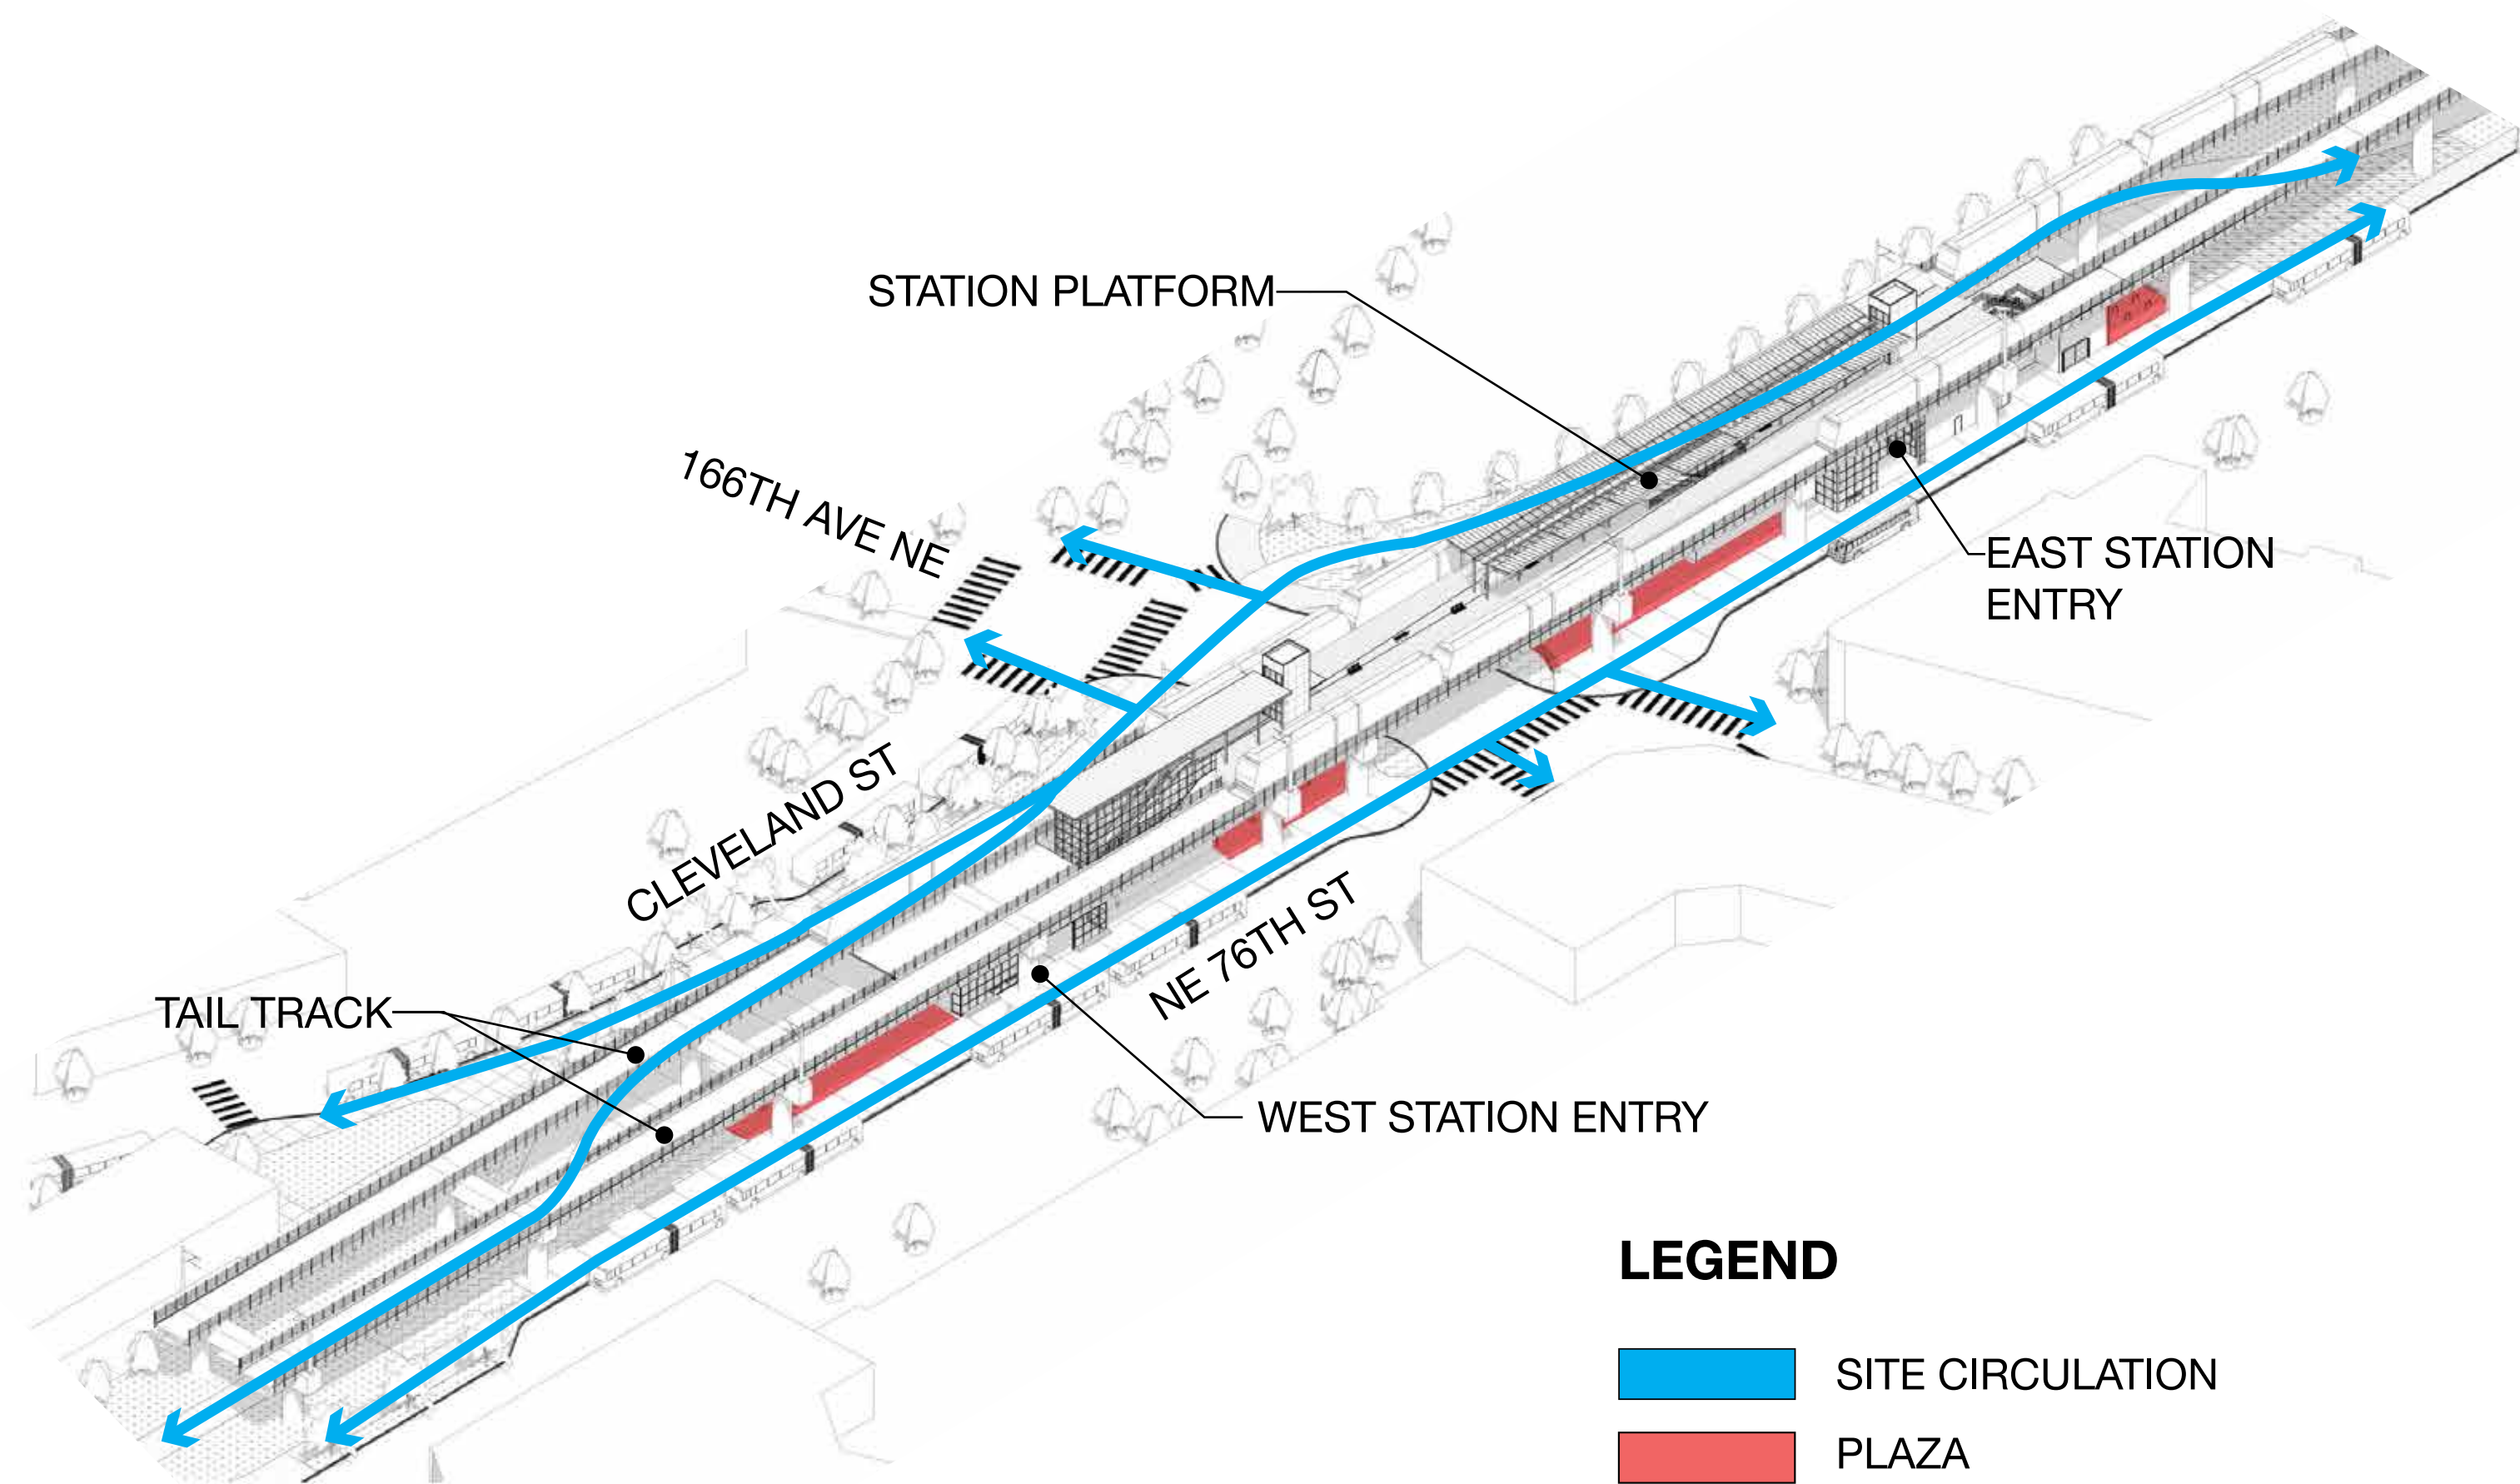 STATION PLATFORM
166TH AVE NE
EAST STATION
ENTRY
CLEVELAND ST
NE 76TH ST
TAIL TRACK
WEST STATION ENTRY
LEGEND
SITE CIRCULATION
PLAZA